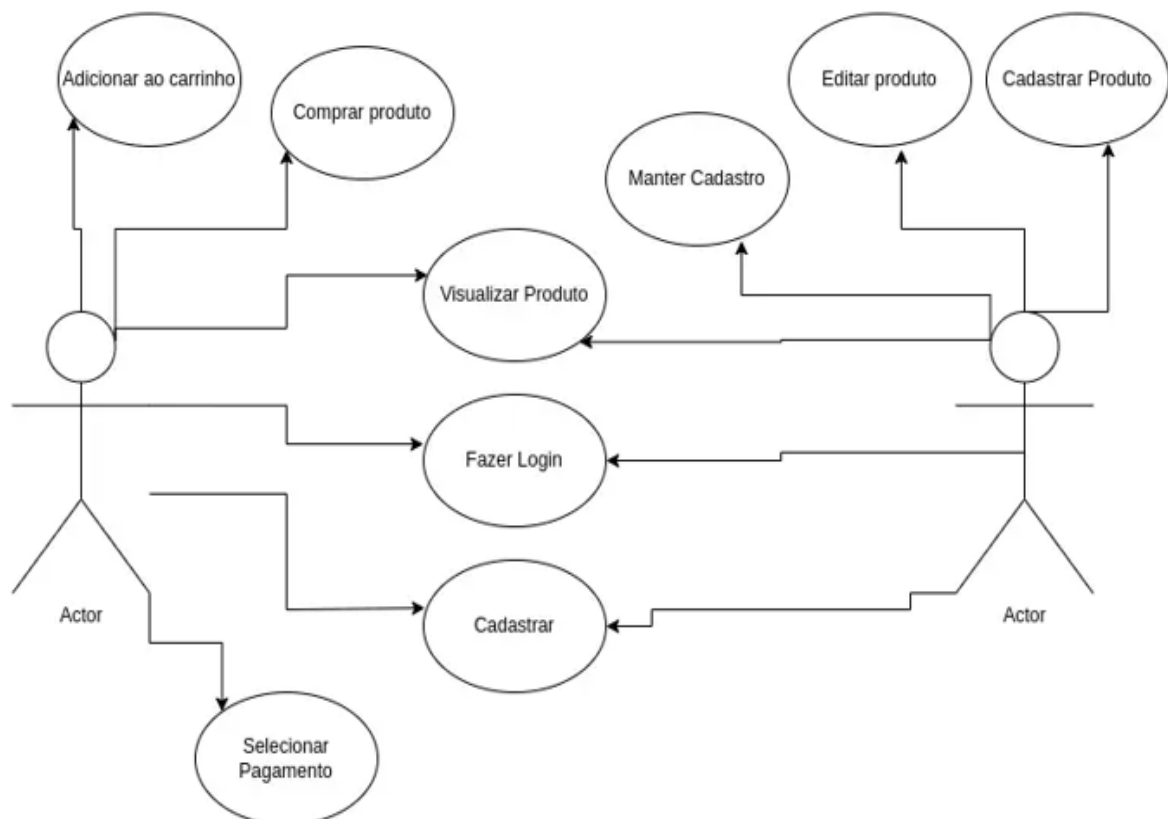 Adicionar ao carrinho
Comprar produto
Editar produto
Cadastrar Produto
Manter Cadastro
Visualizar Produto
Fazer Login
Actor
Cadastrar
Actor
Selecionar
Pagamento